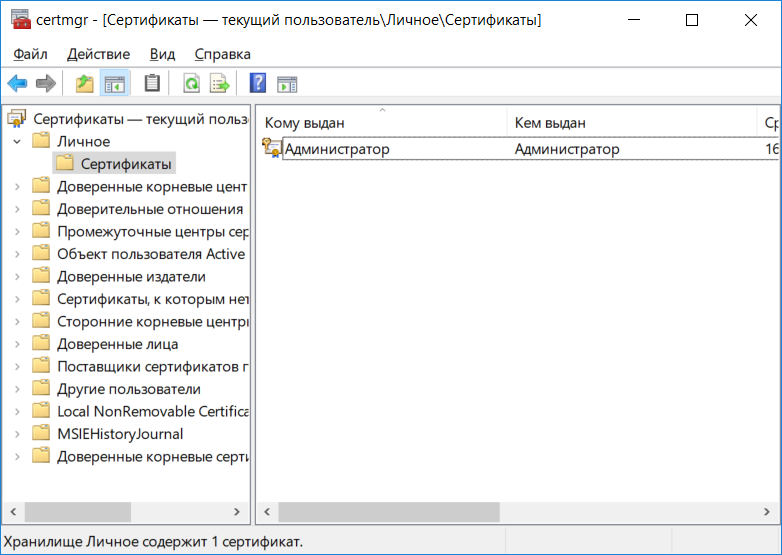 certmgr - [Сертификаты — текущий пользователь\Личное\Сертификаты]
Файл Действие Вид Справка
Сертификаты — текущий польз
Личное
Сертификаты
Доверенные корневые цент
Доверительные отношения
Промежуточные центры сер
Объект пользователя Active
Доверенные издатели
Сертификаты, к которым нет
Сторонние корневые центры
Доверенные лица
Поставщики сертификатов п
Другие пользователи
Local NonRemovable Certifica
MSIEHistoryJournal
Доверенные корневые серти
Кому выдан Кем выдан Ср
Администратор Администратор 16
Хранилище Личное содержит 1 сертификат.